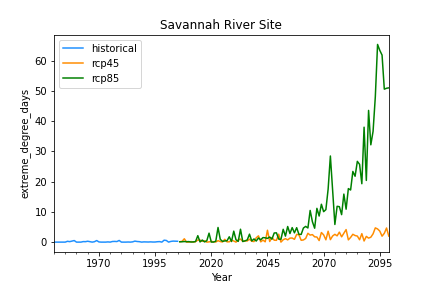 Savannah River Site
historical
rcp45
rcp85
extreme_degree_days
60
50
40
30
20
10
0
1970 1995 2020 2045 2070 2095
Year